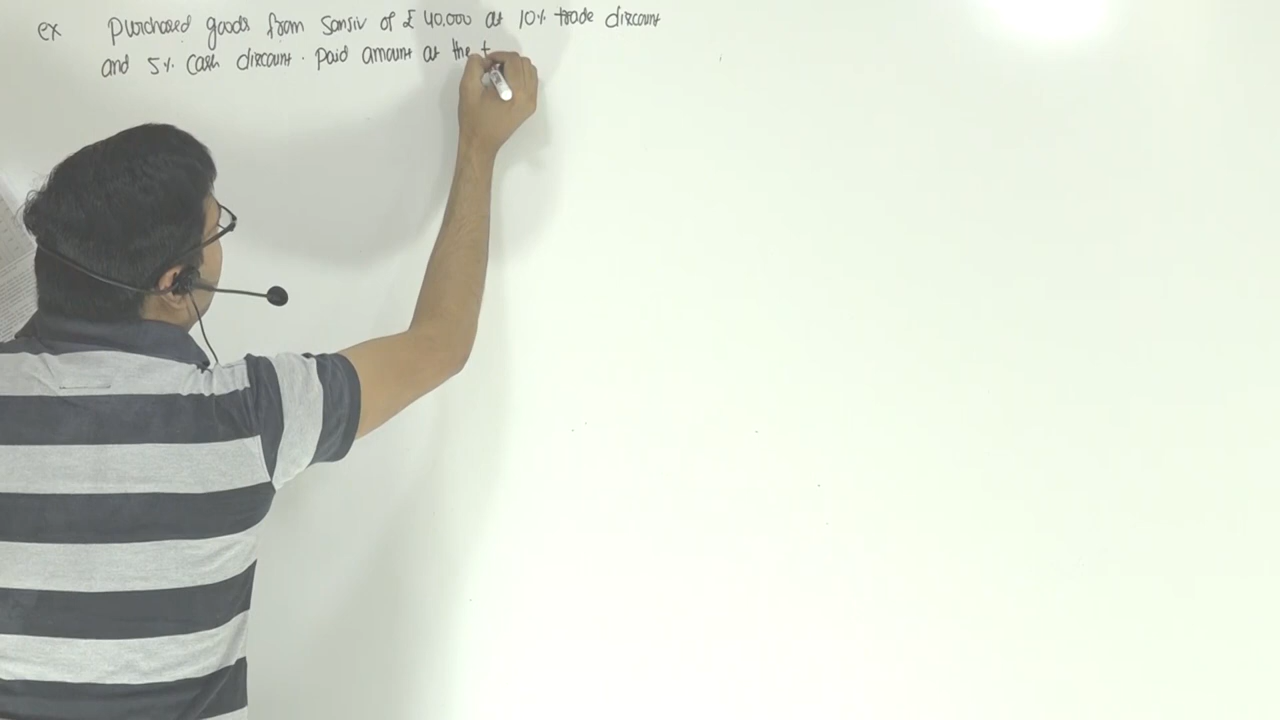 ex purchased goods from Sansiv of ₹ 40,000 at 10% trade discount
and 5% cash discount. Paid amount at the t